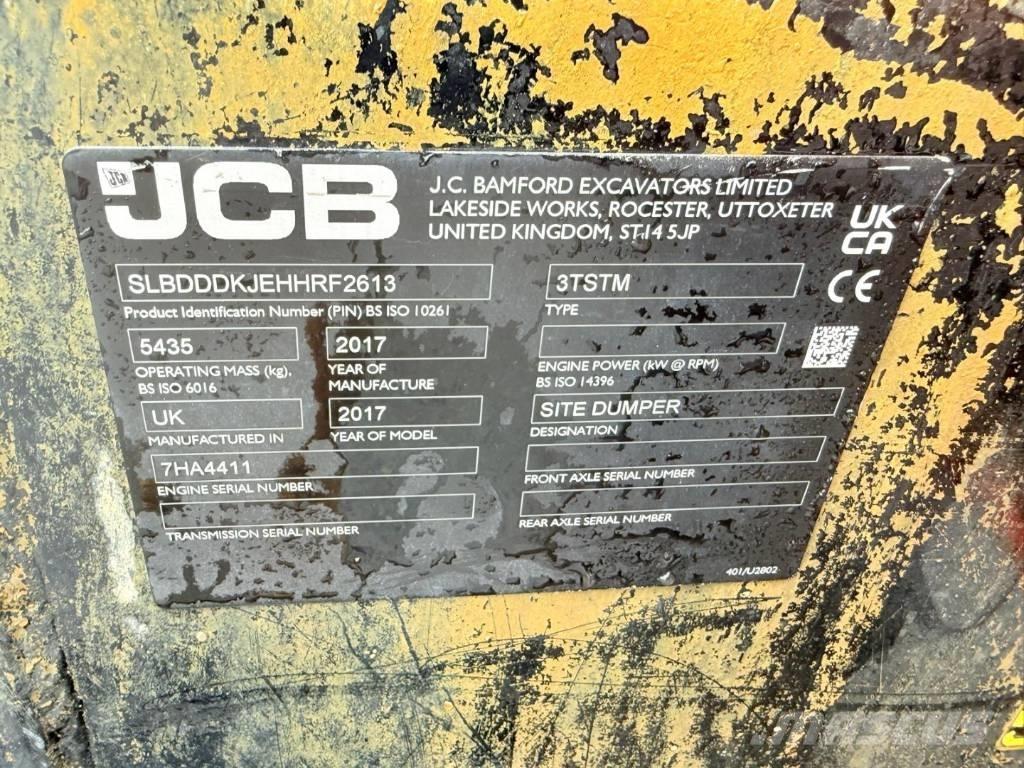 JCB
J.C. BAMFORD EXCAVATORS LIMITED
LAKESIDE WORKS, ROCESTER, UTTOXETER
UNITED KINGDOM, ST14 5JP
UK
CA
CE
SLBDDDKJEHHRF2613
Product Identification Number (PIN) BS ISO 10261
3TSTM
TYPE
5435
OPERATING MASS (kg),
BS ISO 6016
2017
YEAR OF
MANUFACTURE
ENGINE POWER (kW @ RPM)
BS ISO 14396
UK
MANUFACTURED IN
2017
YEAR OF MODEL
SITE DUMPER
DESIGNATION
7HA4411
ENGINE SERIAL NUMBER
FRONT AXLE SERIAL NUMBER
TRANSMISSION SERIAL NUMBER
REAR AXLE SERIAL NUMBER
401/U2802
MASCUS